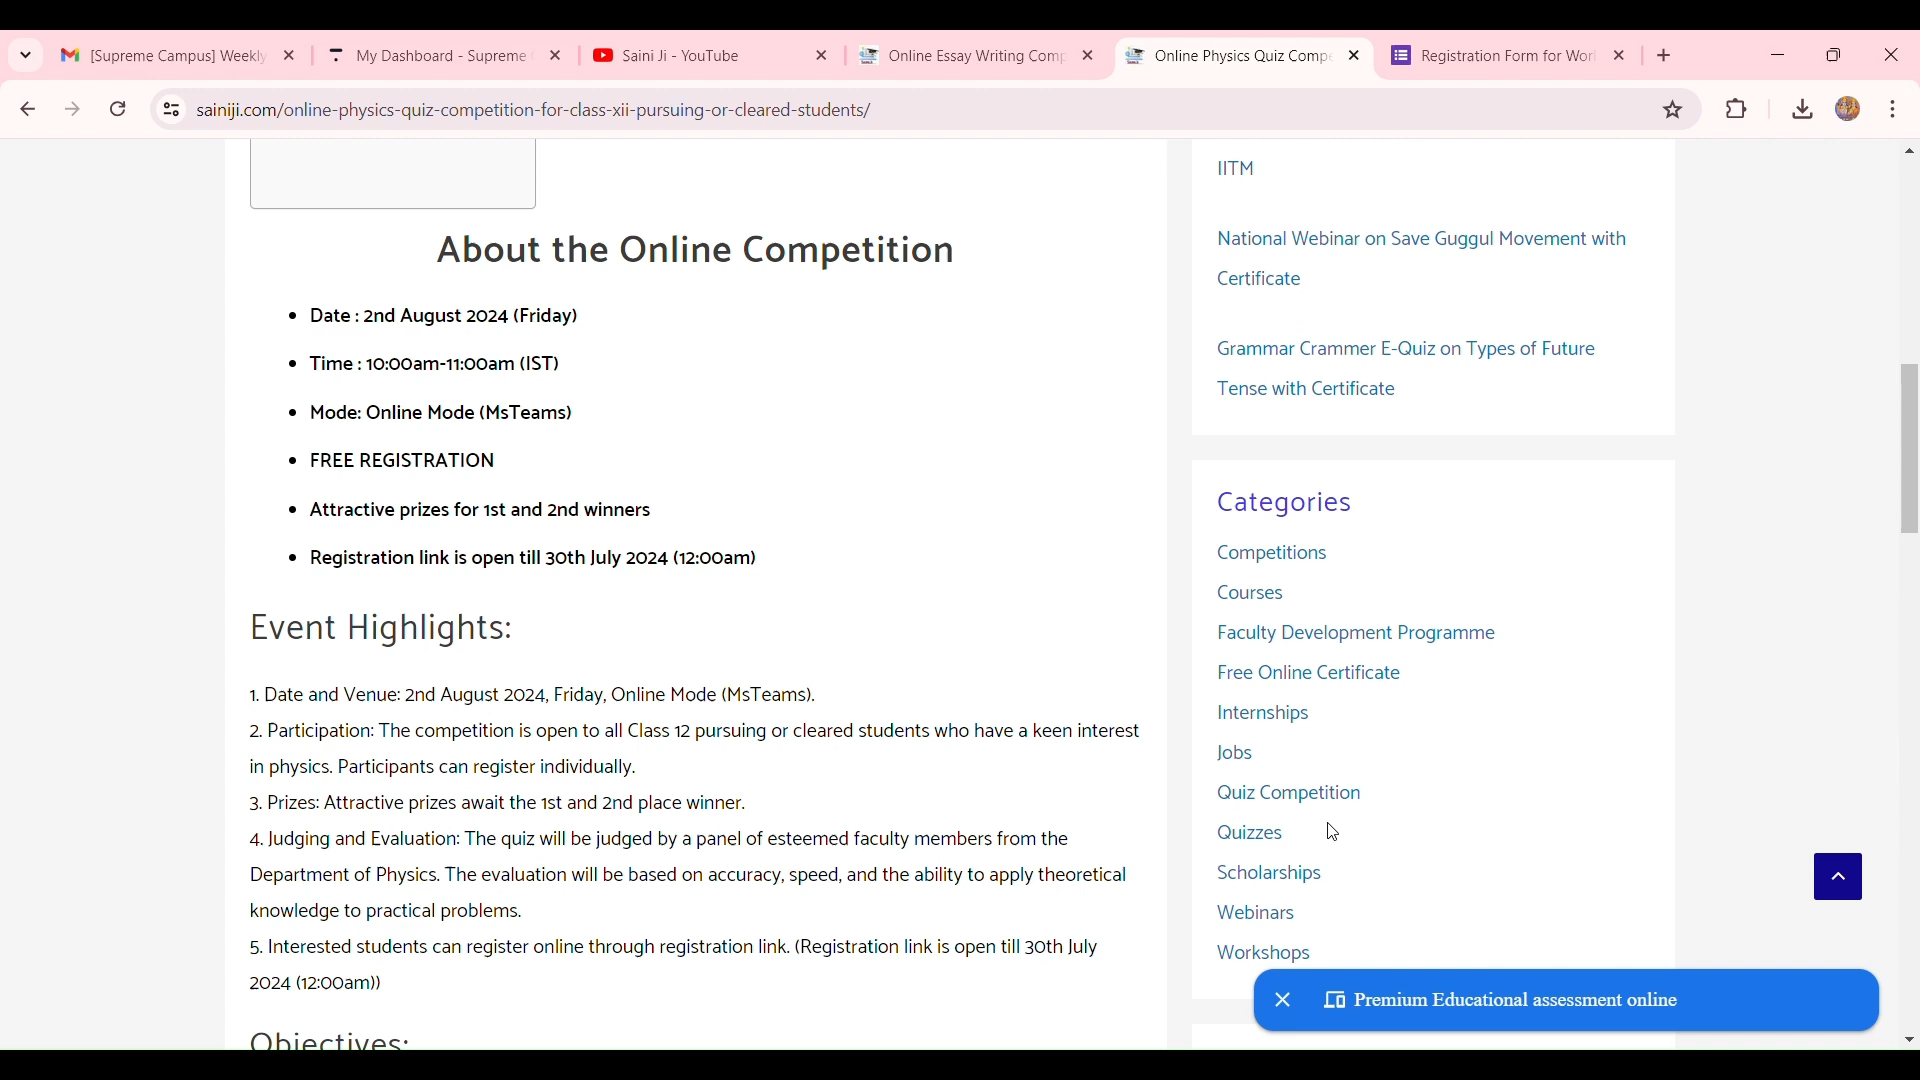 [Supreme Campus] Weekly
My Dashboard - Supreme
Saini Ji - YouTube
Online Essay Writing Comp
Online Physics Quiz Compe
Registration Form for Wor
sainiji.com/online-physics-quiz-competition-for-class-xii-pursuing-or-cleared-students/
About the Online Competition
• Date : 2nd August 2024 (Friday)
• Time : 10:00am-11:00am (IST)
• Mode: Online Mode (MsTeams)
• FREE REGISTRATION
• Attractive prizes for 1st and 2nd winners
• Registration link is open till 30th July 2024 (12:00am)
Event Highlights:
1. Date and Venue: 2nd August 2024, Friday, Online Mode (MsTeams).
2. Participation: The competition is open to all Class 12 pursuing or cleared students who have a keen interest
in physics. Participants can register individually.
3. Prizes: Attractive prizes await the 1st and 2nd place winner.
4. Judging and Evaluation: The quiz will be judged by a panel of esteemed faculty members from the
Department of Physics. The evaluation will be based on accuracy, speed, and the ability to apply theoretical
knowledge to practical problems.
5. Interested students can register online through registration link. (Registration link is open till 30th July
2024 (12:00am))
Objectives:
IITM
National Webinar on Save Guggul Movement with
Certificate
Grammar Crammer E-Quiz on Types of Future
Tense with Certificate
Categories
Competitions
Courses
Faculty Development Programme
Free Online Certificate
Internships
Jobs
Quiz Competition
Quizzes
Scholarships
Webinars
Workshops
Premium Educational assessment online